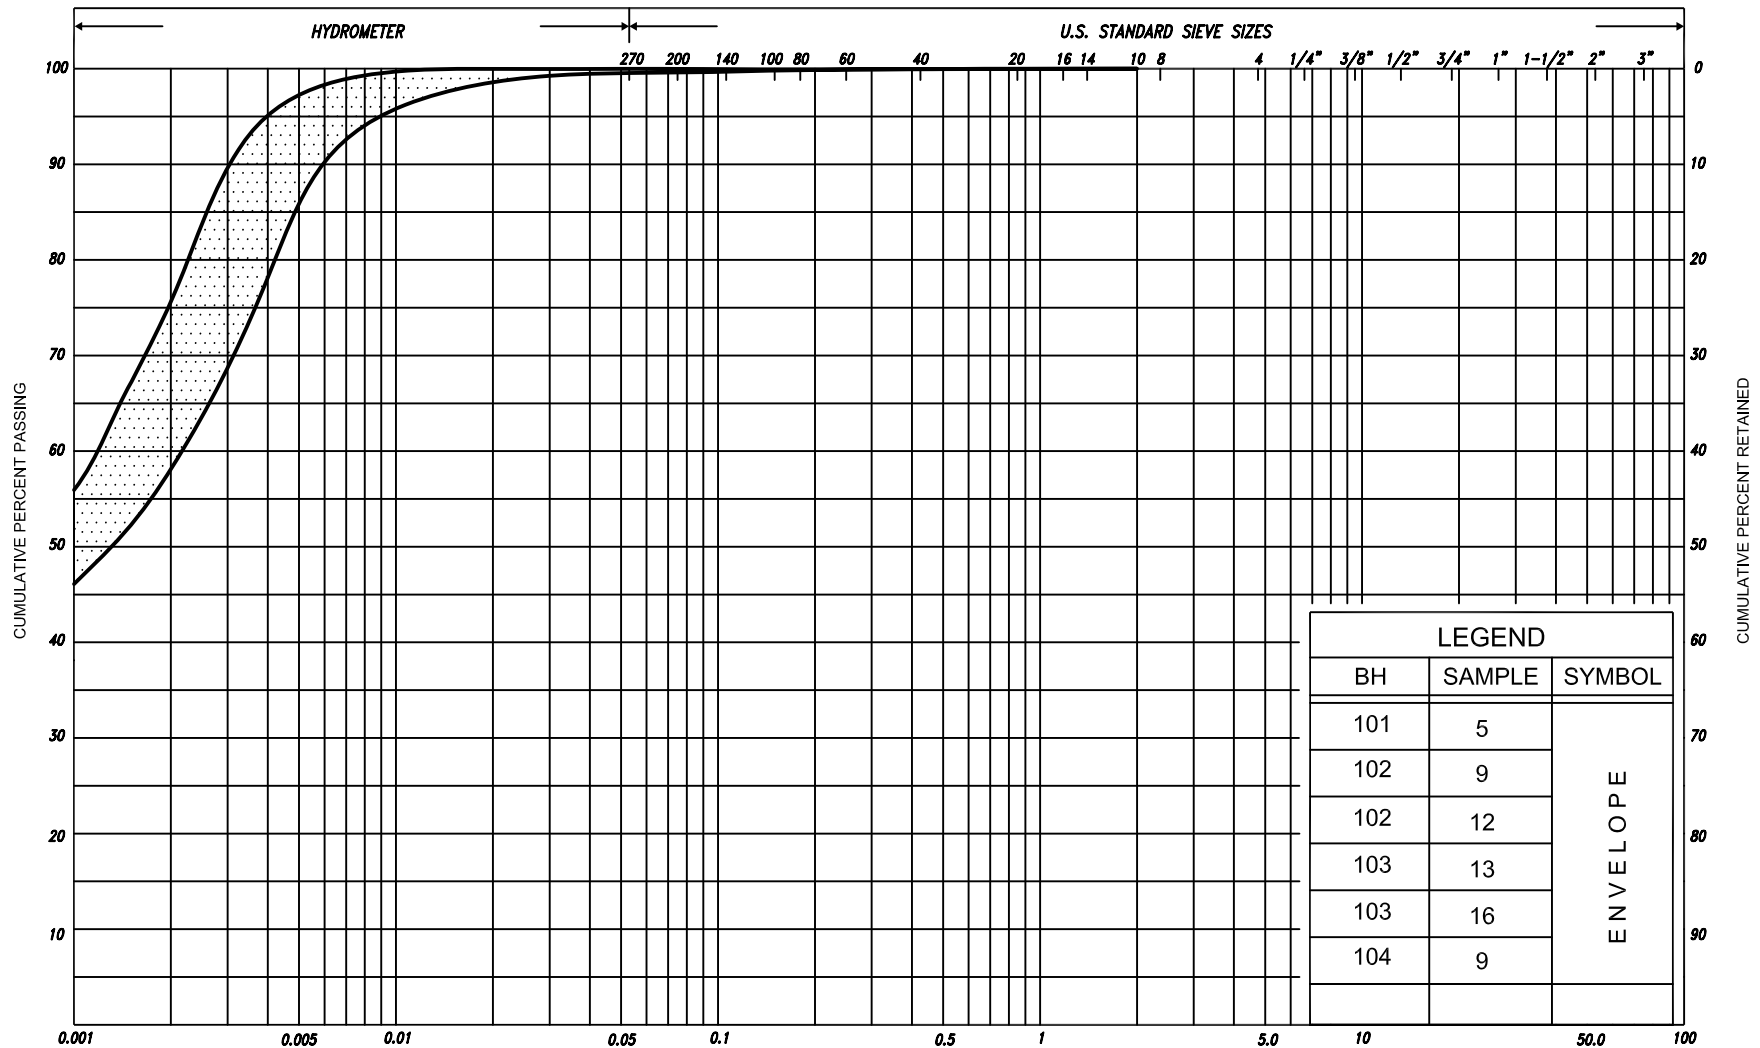 HYDROMETER U.S. STANDARD SIEVE SIZES
270 200 140 100 80 60 40 20 16 14 10 8 4 1/4" 3/8" 1/2" 3/4" 1" 1-1/2" 2" 3"
100 0
90 10
80 20
70 30
60 40
50 50
40 60
30 70
20 80
10 90
CUMULATIVE PERCENT PASSING
CUMULATIVE PERCENT RETAINED
LEGEND
BH SAMPLE SYMBOL
101 5
102 9
102 12
103 13
103 16
104 9
ENVELOPE
0.001 0.005 0.01 0.05 0.1 0.5 1 5.0 10 50.0 100